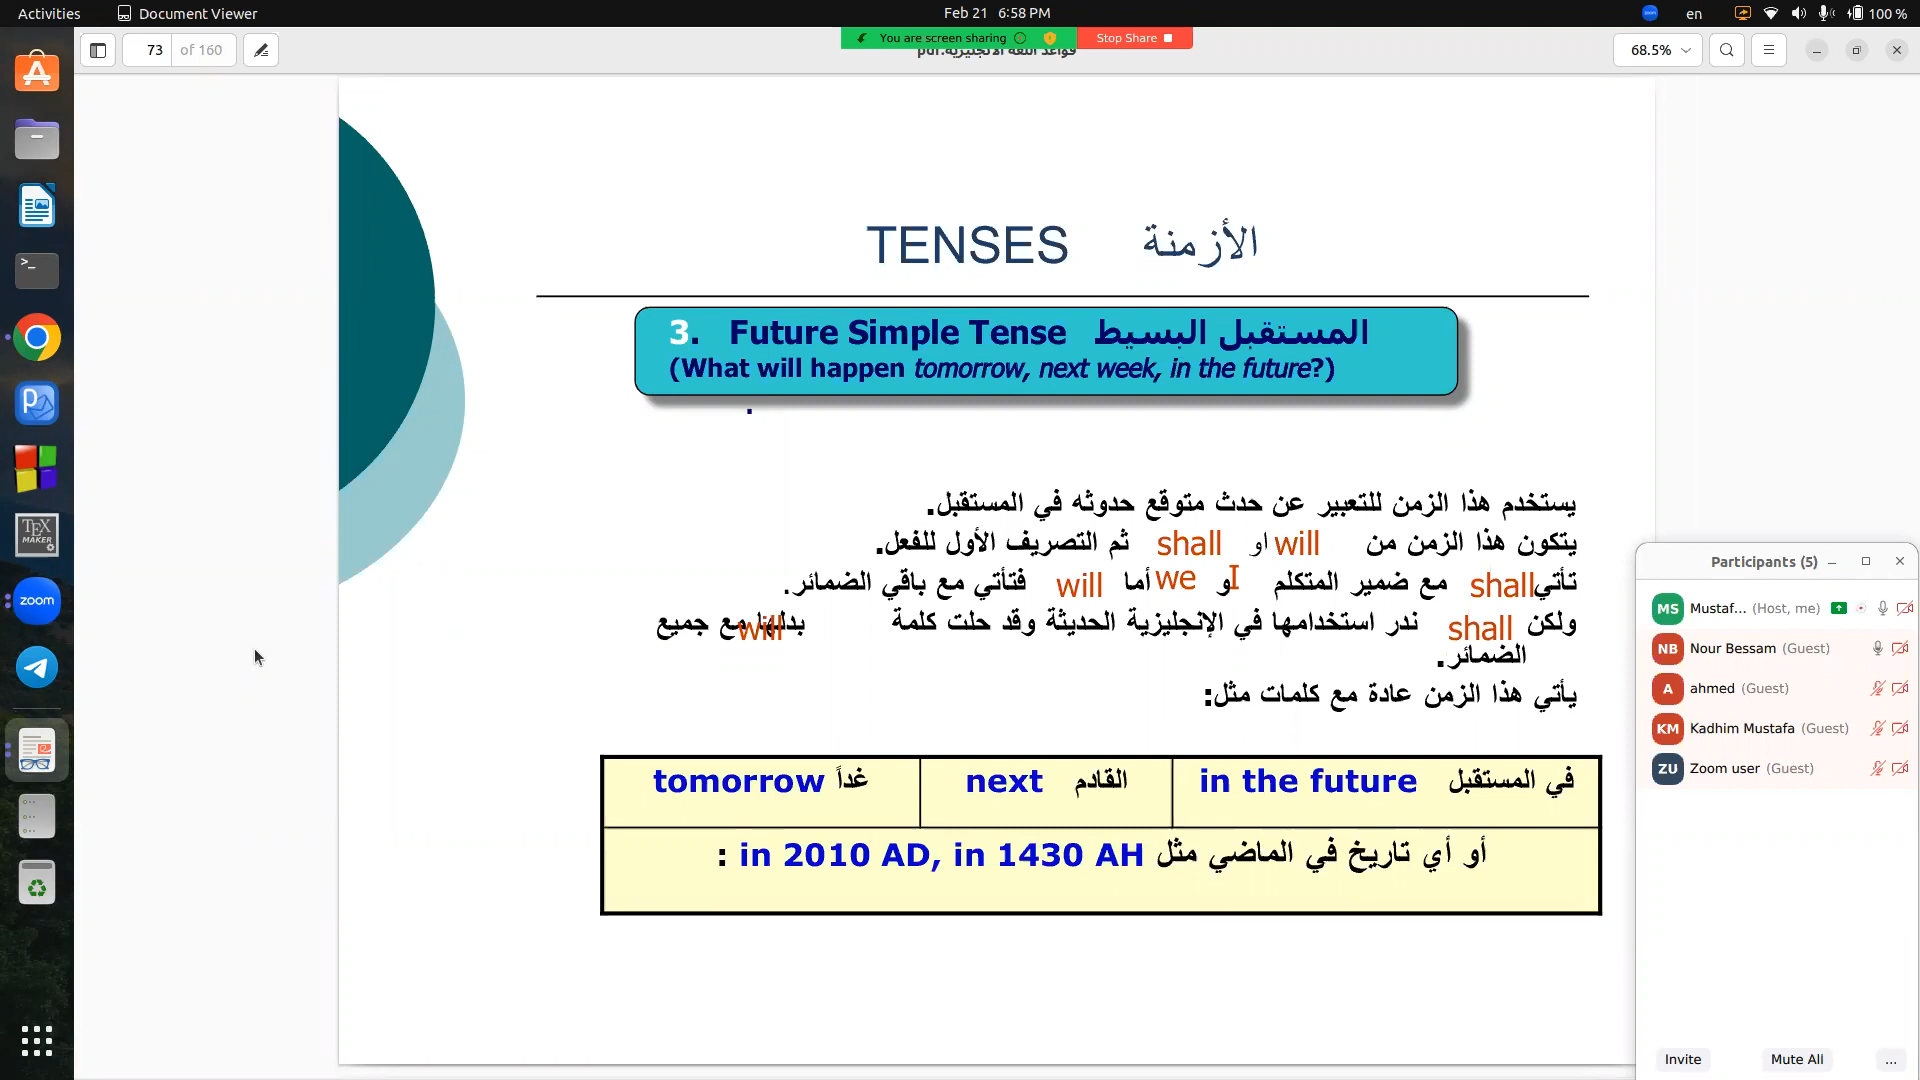 Activities
Document Viewer
Feb 21 6:58 PM
en
100 %
73 of 160
You are screen sharing
Stop Share
قواعد اللغة الانجليزية.pdf
68.5%
TENSES الأزمنة
3. Future Simple Tense المستقبل البسيط
(What will happen tomorrow, next week, in the future?)
.
يستخدم هذا الزمن للتعبير عن حدث متوقع حدوثه في المستقبل.
يتكون هذا الزمن من will او shall ثم التصريف الأول للفعل.
تأتي shall مع ضمير المتكلم I و we أما will فتأتي مع باقي الضمائر.
ولكن shall ندر استخدامها في الإنجليزية الحديثة وقد حلت كلمة will بدلها مع جميع
الضمائر.
يأتي هذا الزمن عادة مع كلمات مثل:
tomorrow غداً
next القادم
in the future في المستقبل
أو أي تاريخ في الماضي مثل in 2010 AD, in 1430 AH :
Participants (5)
MS Mustaf... (Host, me)
NB Nour Bessam (Guest)
A ahmed (Guest)
KM Kadhim Mustafa (Guest)
ZU Zoom user (Guest)
Invite
Mute All
...
TEX
MAKER
zoom